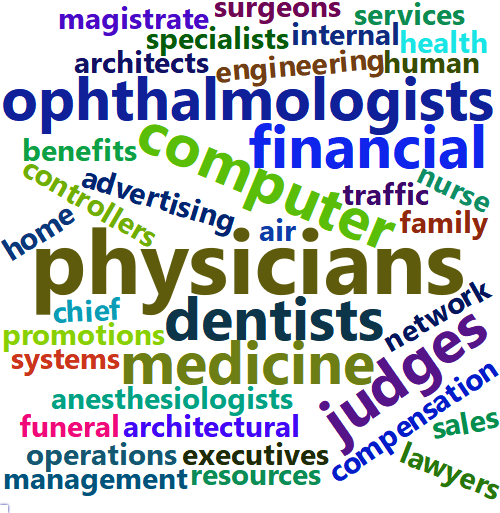 surgeons
magistrate
services
specialists
internal
health
architects
engineering
human
ophthalmologists
computer
financial
benefits
controllers
advertising
traffic
nurse
home
air
family
physicians
chief
dentists
network
promotions
systems
medicine
judges
anesthesiologists
compensation
sales
funeral
architectural
operations
executives
lawyers
management
resources